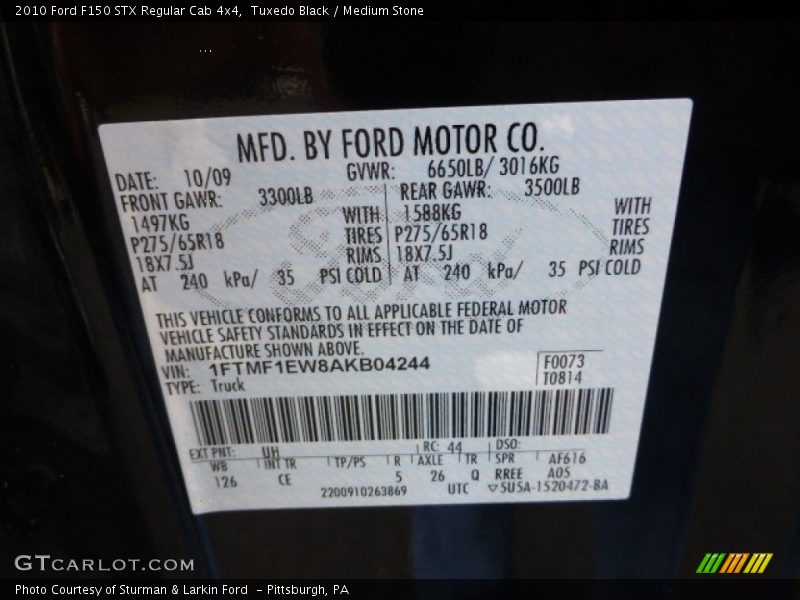 2010 Ford F150 STX Regular Cab 4x4,  Tuxedo Black / Medium Stone
MFD. BY FORD MOTOR CO.
DATE: 10/09 GVWR: 6650LB/ 3016KG
FRONT GAWR: 3300LB REAR GAWR: 3500LB
1497KG WITH 1588KG WITH
P275/65R18 TIRES P275/65R18 TIRES
18X7.5J RIMS 18X7.5J RIMS
AT 240 kPa/ 35 PSI COLD AT 240 kPa/ 35 PSI COLD
THIS VEHICLE CONFORMS TO ALL APPLICABLE FEDERAL MOTOR
VEHICLE SAFETY STANDARDS IN EFFECT ON THE DATE OF
MANUFACTURE SHOWN ABOVE.
VIN: 1FTMF1EW8AKB04244 F0073
TYPE: Truck T0814
EXT PNT: UH RC: 44 DSO:
WB INT TR TP/PS R AXLE TR SPR AF616
126 CE 5 26 Q RREE A05
2200910263869 UTC ▽5U5A-1520472-BA
GTCARLOT.COM
Photo Courtesy of Sturman & Larkin Ford  - Pittsburgh, PA